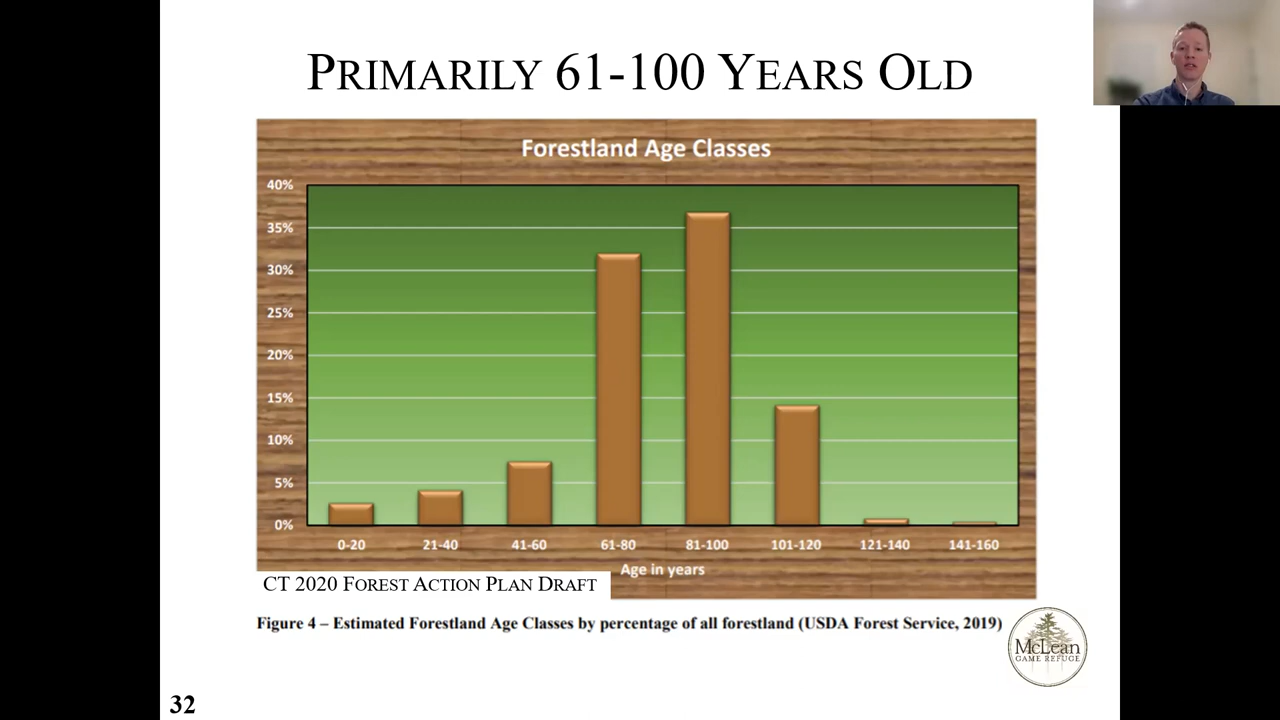 PRIMARILY 61-100 YEARS OLD
Forestland Age Classes
40%
35%
30%
25%
20%
15%
10%
5%
0%
0-20 21-40 41-60 61-80 81-100 101-120 121-140 141-160
Age in years
CT 2020 FOREST ACTION PLAN DRAFT
Figure 4 – Estimated Forestland Age Classes by percentage of all forestland (USDA Forest Service, 2019)
McLean
GAME REFUGE
32